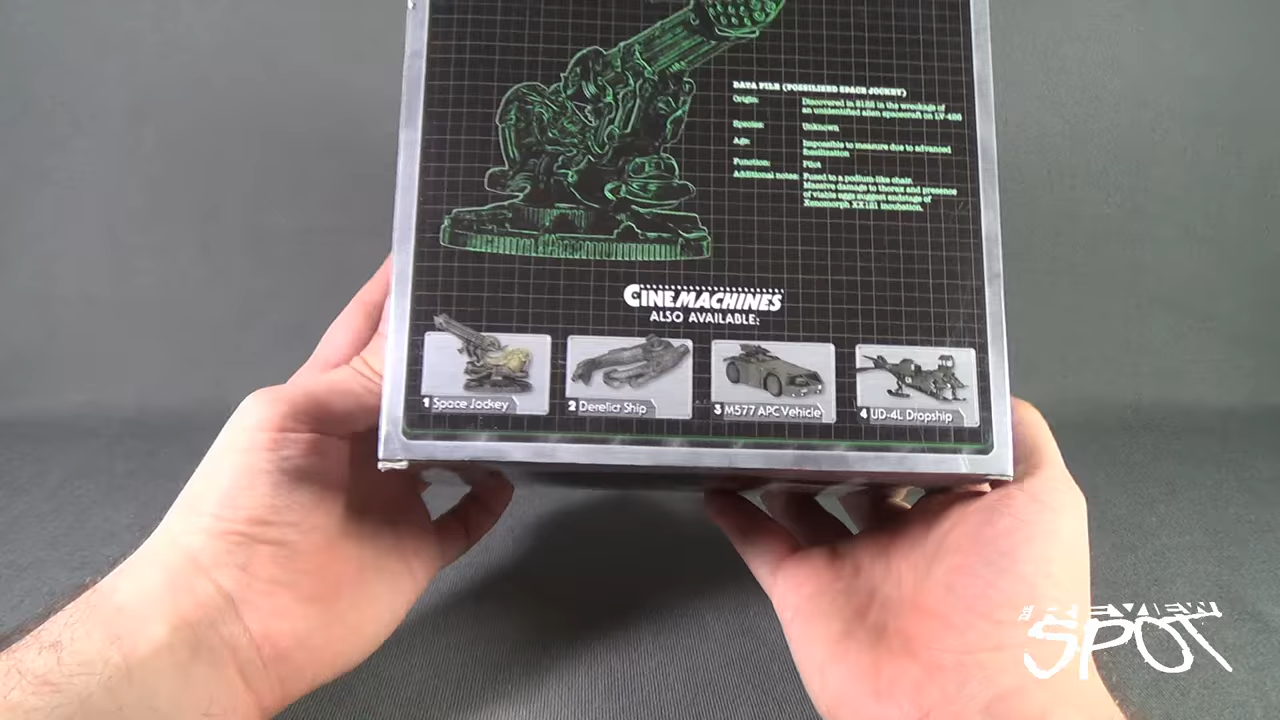 DATA FILE (FOSSILIZED SPACE JOCKEY)
Origin: Discovered in 2122 in the wreckage of
an unidentified alien spacecraft on LV-426
Species: Unknown
Age: Impossible to measure due to advanced
fossilization
Function: Pilot
Additional notes: Fused to a podium-like chair.
Massive damage to thorax and presence
of viable eggs suggest endstage of
Xenomorph XX121 incubation.
CINEMACHINES
ALSO AVAILABLE:
1 Space Jockey
2 Derelict Ship
3 M577 APC Vehicle
4 UD-4L Dropship
THE REVIEW
SPOT